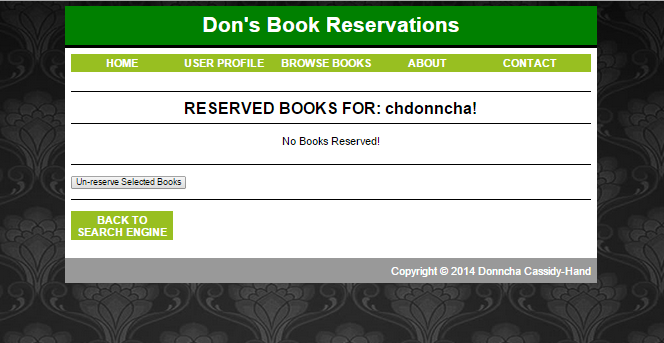 Don's Book Reservations
HOME USER PROFILE BROWSE BOOKS ABOUT CONTACT
RESERVED BOOKS FOR: chdonncha!
No Books Reserved!
Un-reserve Selected Books
BACK TO
SEARCH ENGINE
Copyright © 2014 Donncha Cassidy-Hand